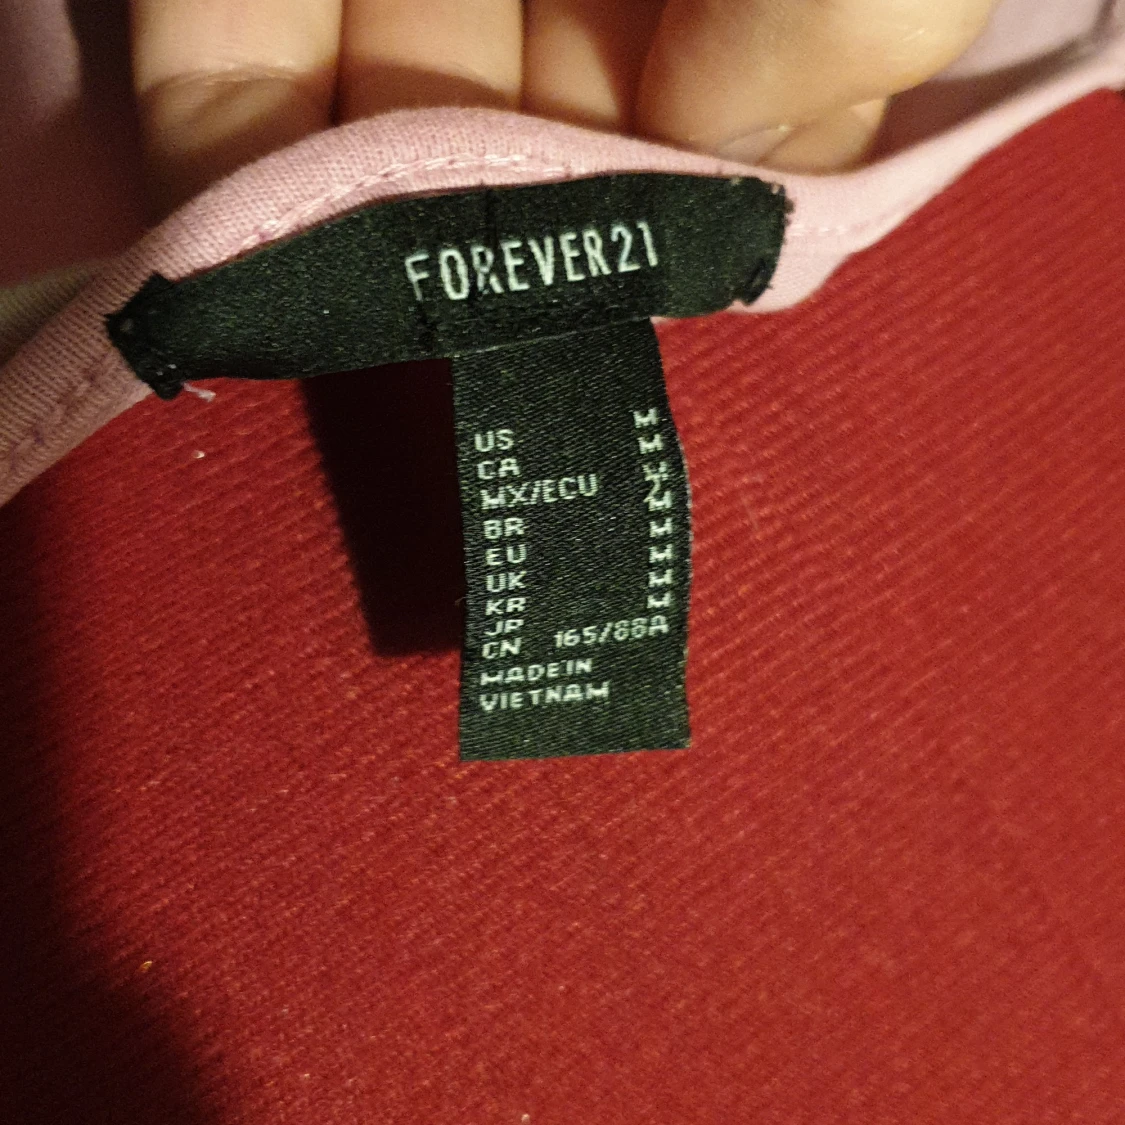 FOREVER21
US M
CA M
MX/ECU M
BR M
EU M
UK M
KR M
JP M
CN 165/88A
MADE IN
VIETNAM